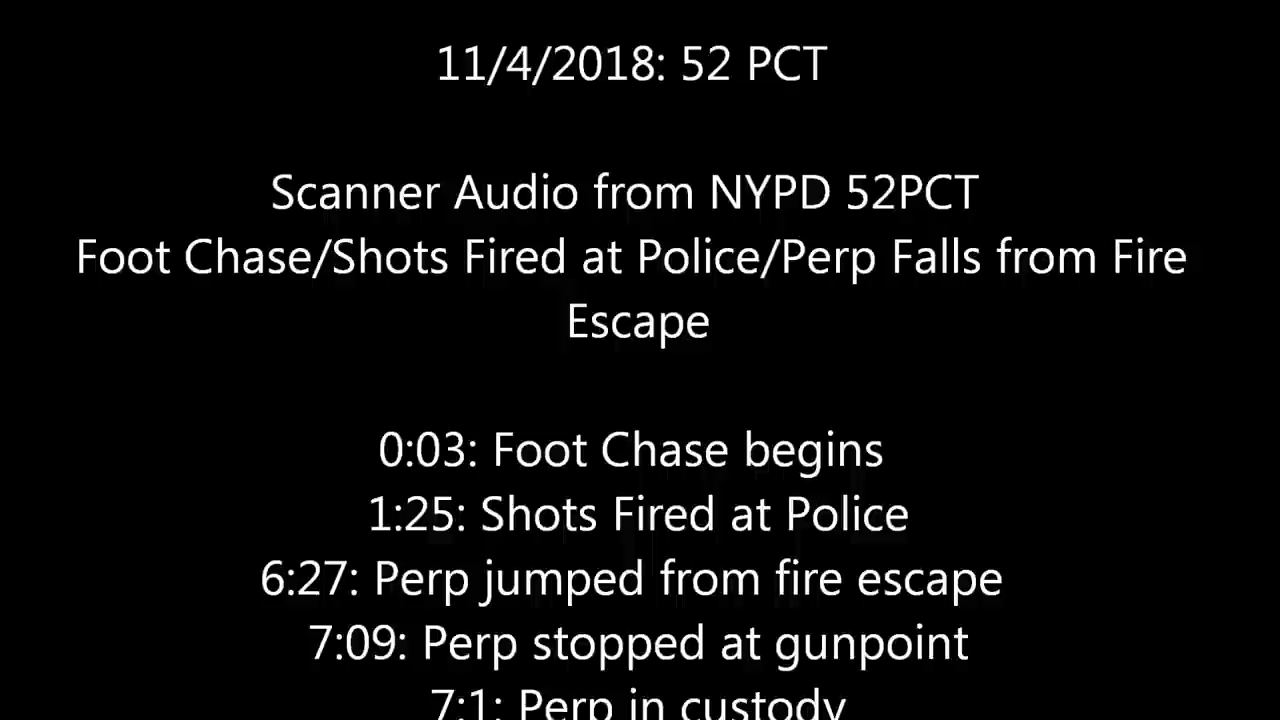 11/4/2018: 52 PCT
Scanner Audio from NYPD 52PCT
Foot Chase/Shots Fired at Police/Perp Falls from Fire
Escape
0:03: Foot Chase begins
1:25: Shots Fired at Police
6:27: Perp jumped from fire escape
7:09: Perp stopped at gunpoint
7:1: Perp in custody